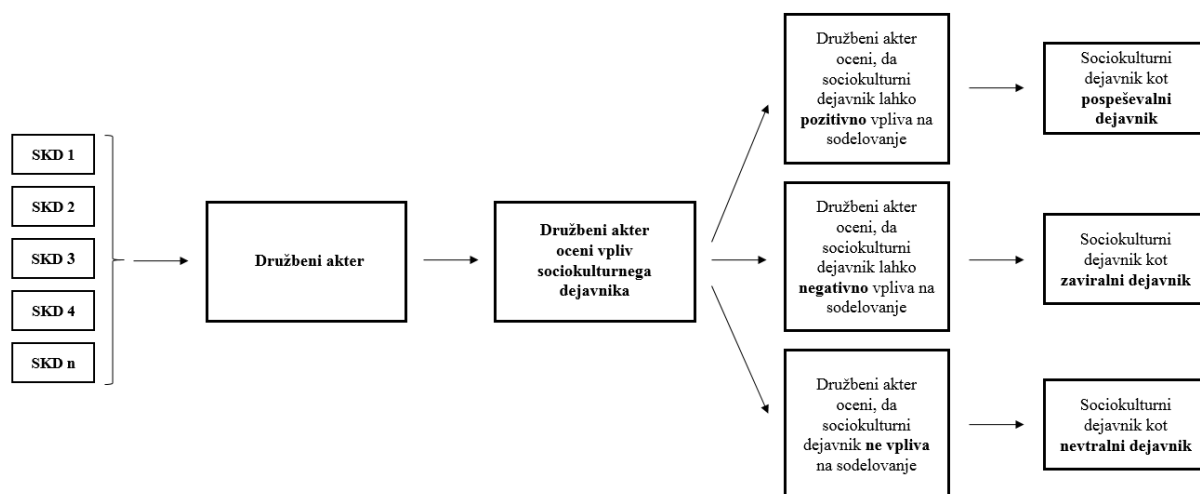 SKD 1
SKD 2
SKD 3
SKD 4
SKD n
Družbeni akter
Družbeni akter
oceni vpliv
sociokulturnega
dejavnika
Družbeni akter
oceni, da
sociokulturni
dejavnik lahko
pozitivno vpliva na
sodelovanje
Sociokulturni
dejavnik kot
pospeševalni
dejavnik
Družbeni akter
oceni, da
sociokulturni
dejavnik lahko
negativno vpliva na
sodelovanje
Sociokulturni
dejavnik kot
zaviralni dejavnik
Družbeni akter
oceni, da
sociokulturni
dejavnik ne vpliva
na sodelovanje
Sociokulturni
dejavnik kot
nevtralni dejavnik